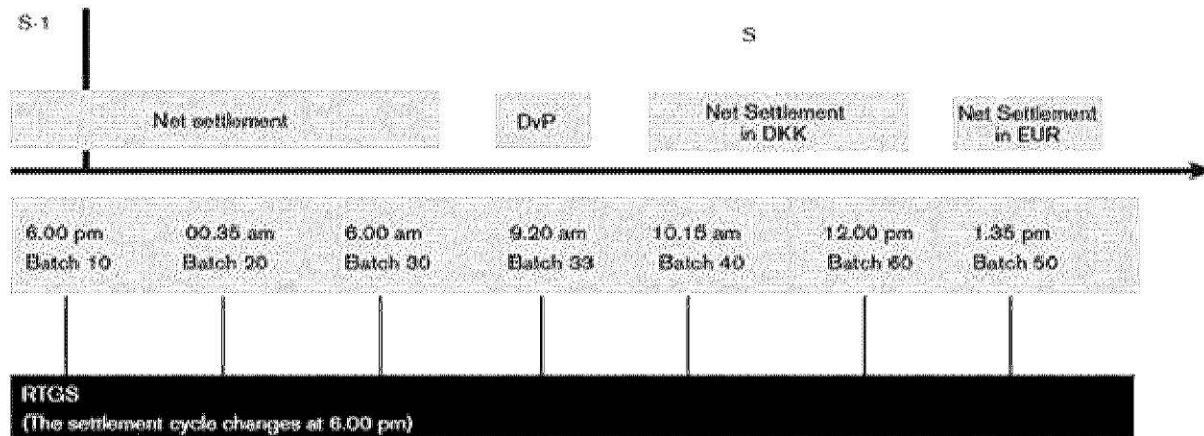 S-1
S
Net settlement
DvP
Net Settlement
in DKK
Net Settlement
in EUR
6.00 pm
Batch 10
00.35 am
Batch 20
6.00 am
Batch 30
9.20 am
Batch 33
10.15 am
Batch 40
12.00 pm
Batch 60
1.35 pm
Batch 50
RTGS
(The settlement cycle changes at 6.00 pm)